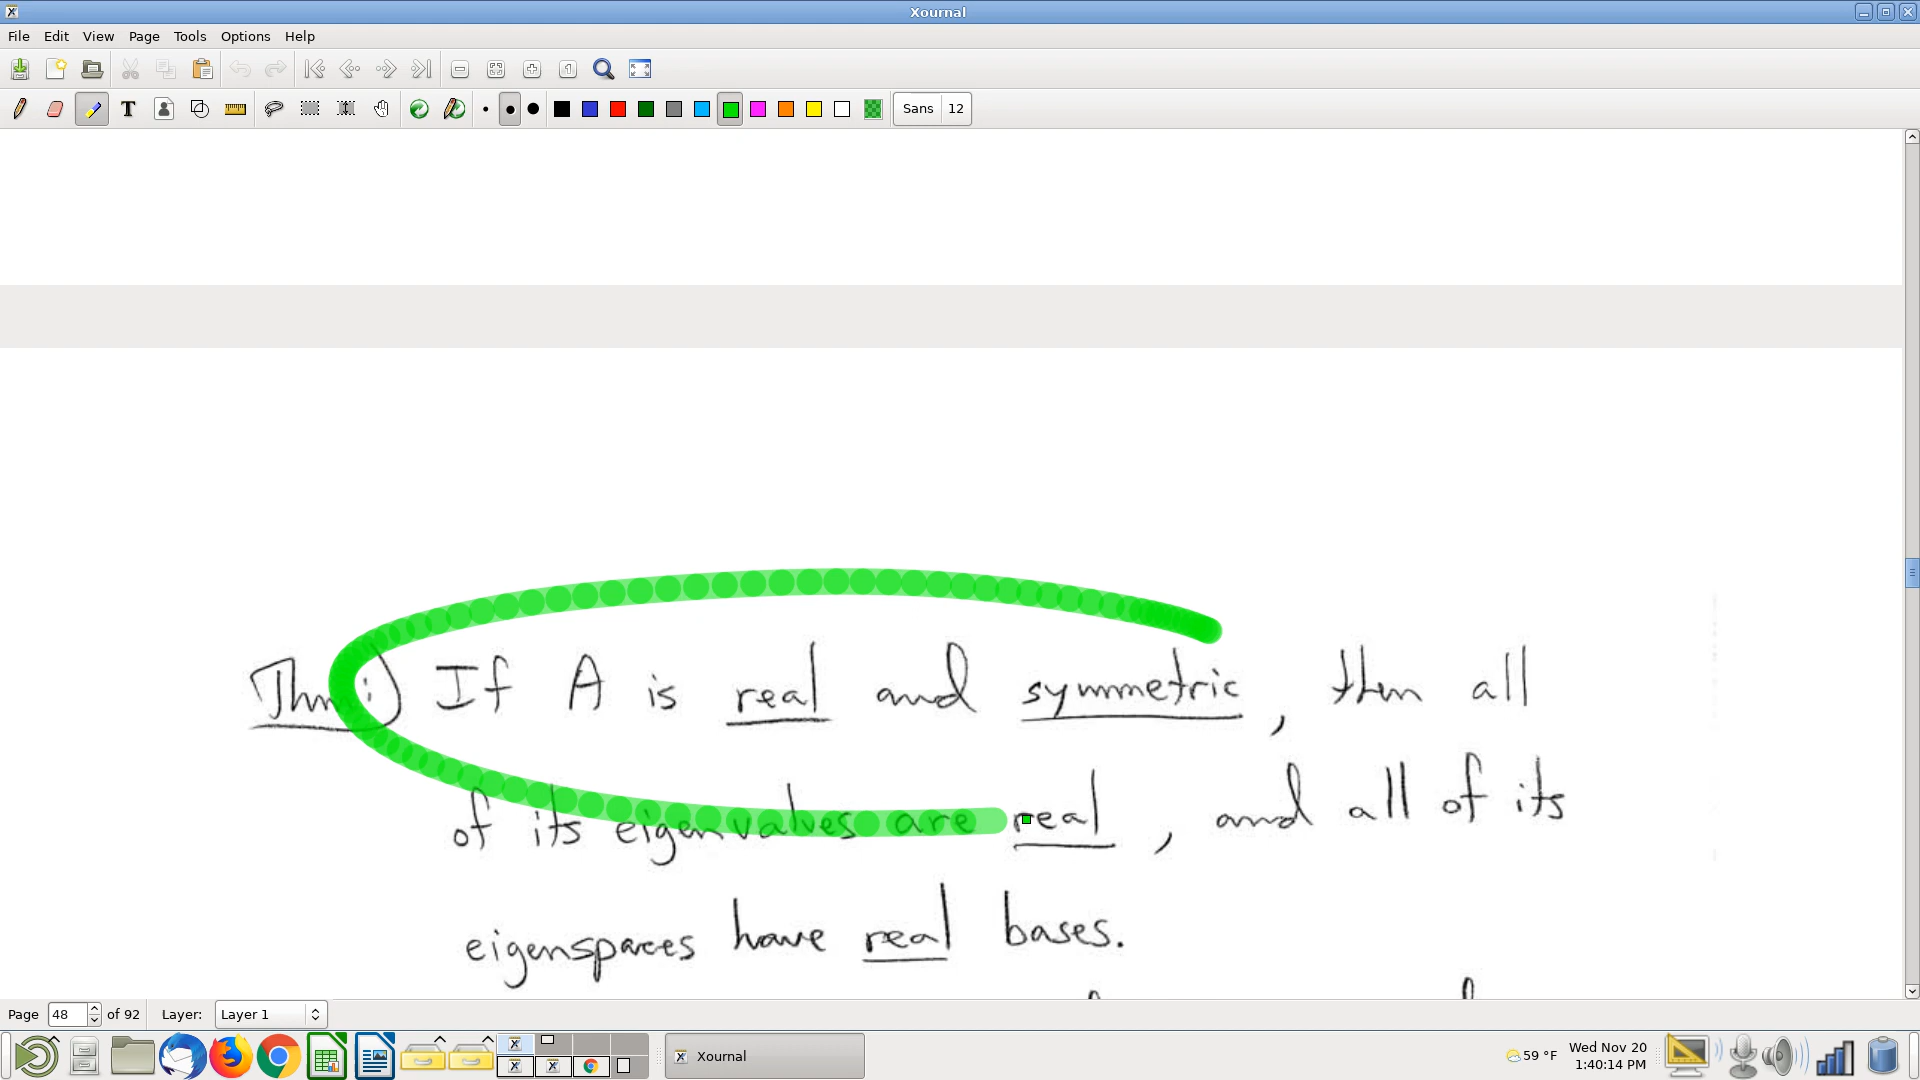 Xournal
File Edit View Page Tools Options Help
Sans 12
Thm:) If A is real and symmetric, then all
of its eigenvalues are real, and all of its
eigenspaces have real bases.
Page 48 of 92 Layer: Layer 1
Xournal
59 °F
Wed Nov 20
1:40:14 PM